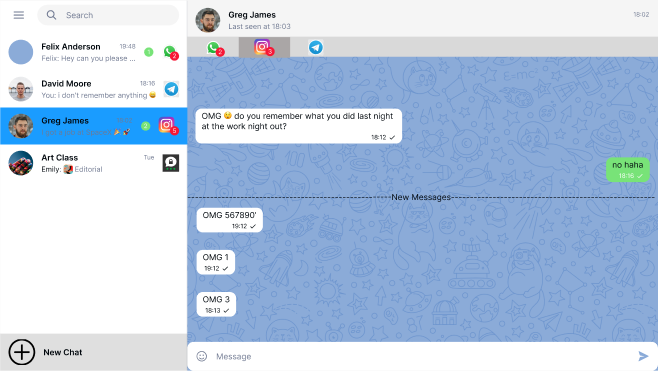 Search
Felix Anderson 19:48
Felix: Hey can you please ... 1 2
David Moore 18:16
You: i don't remember anything 😄
Greg James
3 5
Art Class Tue
Emily: Editorial
New Chat
Greg James 18:02
Last seen at 18:03
2 3
OMG 😄 do you remember what you did last night
at the work night out?
18:12 ✓
no haha
18:16 ✓
New Messages
OMG 567890'
19:12 ✓
OMG 1
19:12 ✓
OMG 3
18:13 ✓
Message